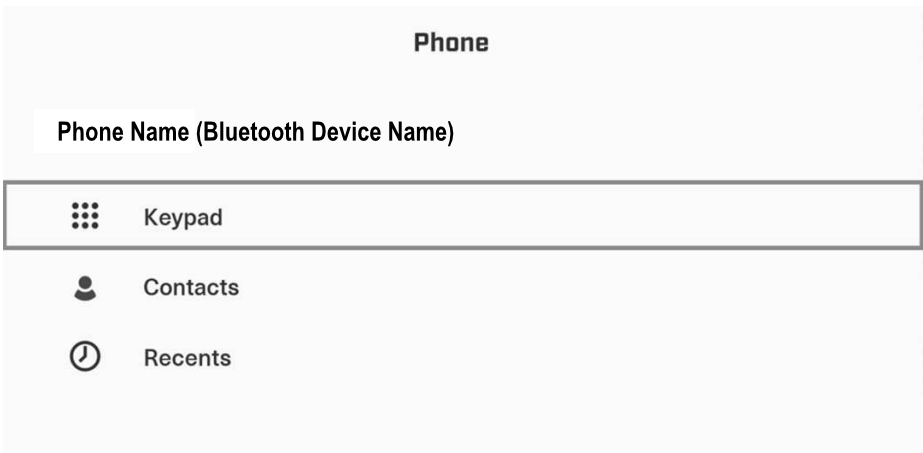 Phone
Phone Name (Bluetooth Device Name)
Keypad
Contacts
Recents